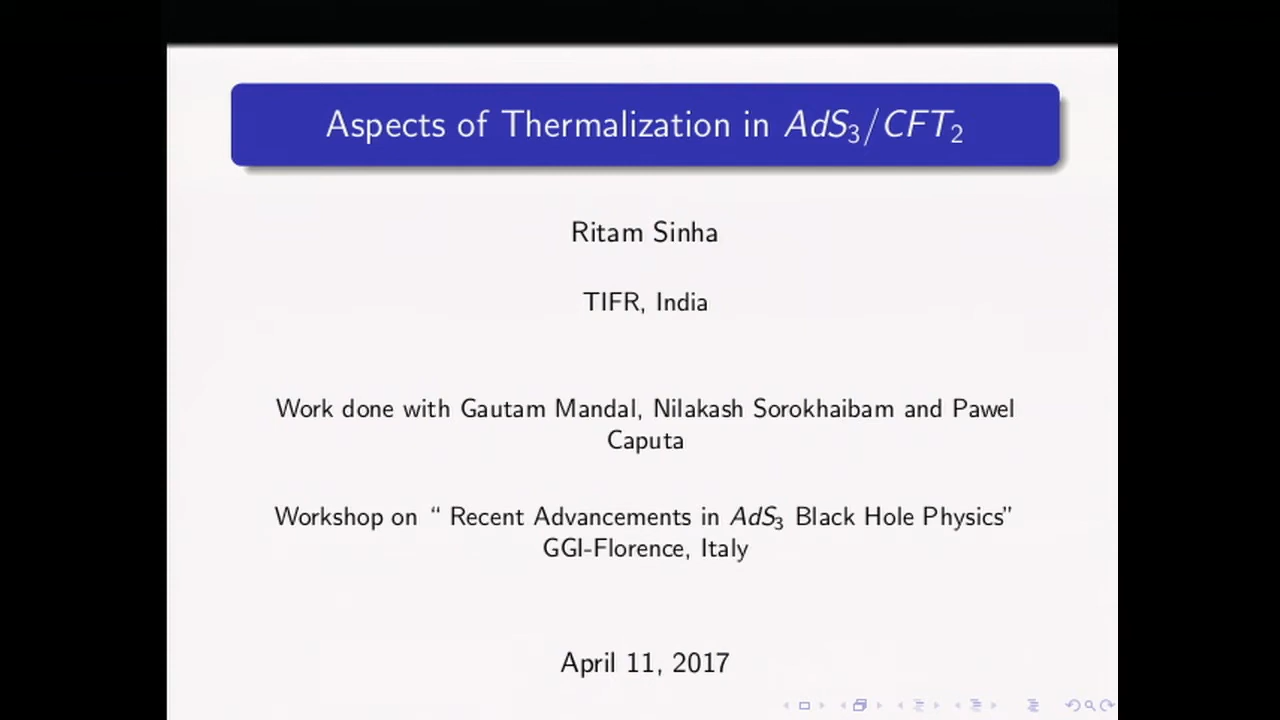 Aspects of Thermalization in AdS₃/CFT₂
Ritam Sinha
TIFR, India
Work done with Gautam Mandal, Nilakash Sorokhaibam and Pawel
Caputa
Workshop on “ Recent Advancements in AdS₃ Black Hole Physics”
GGI-Florence, Italy
April 11, 2017